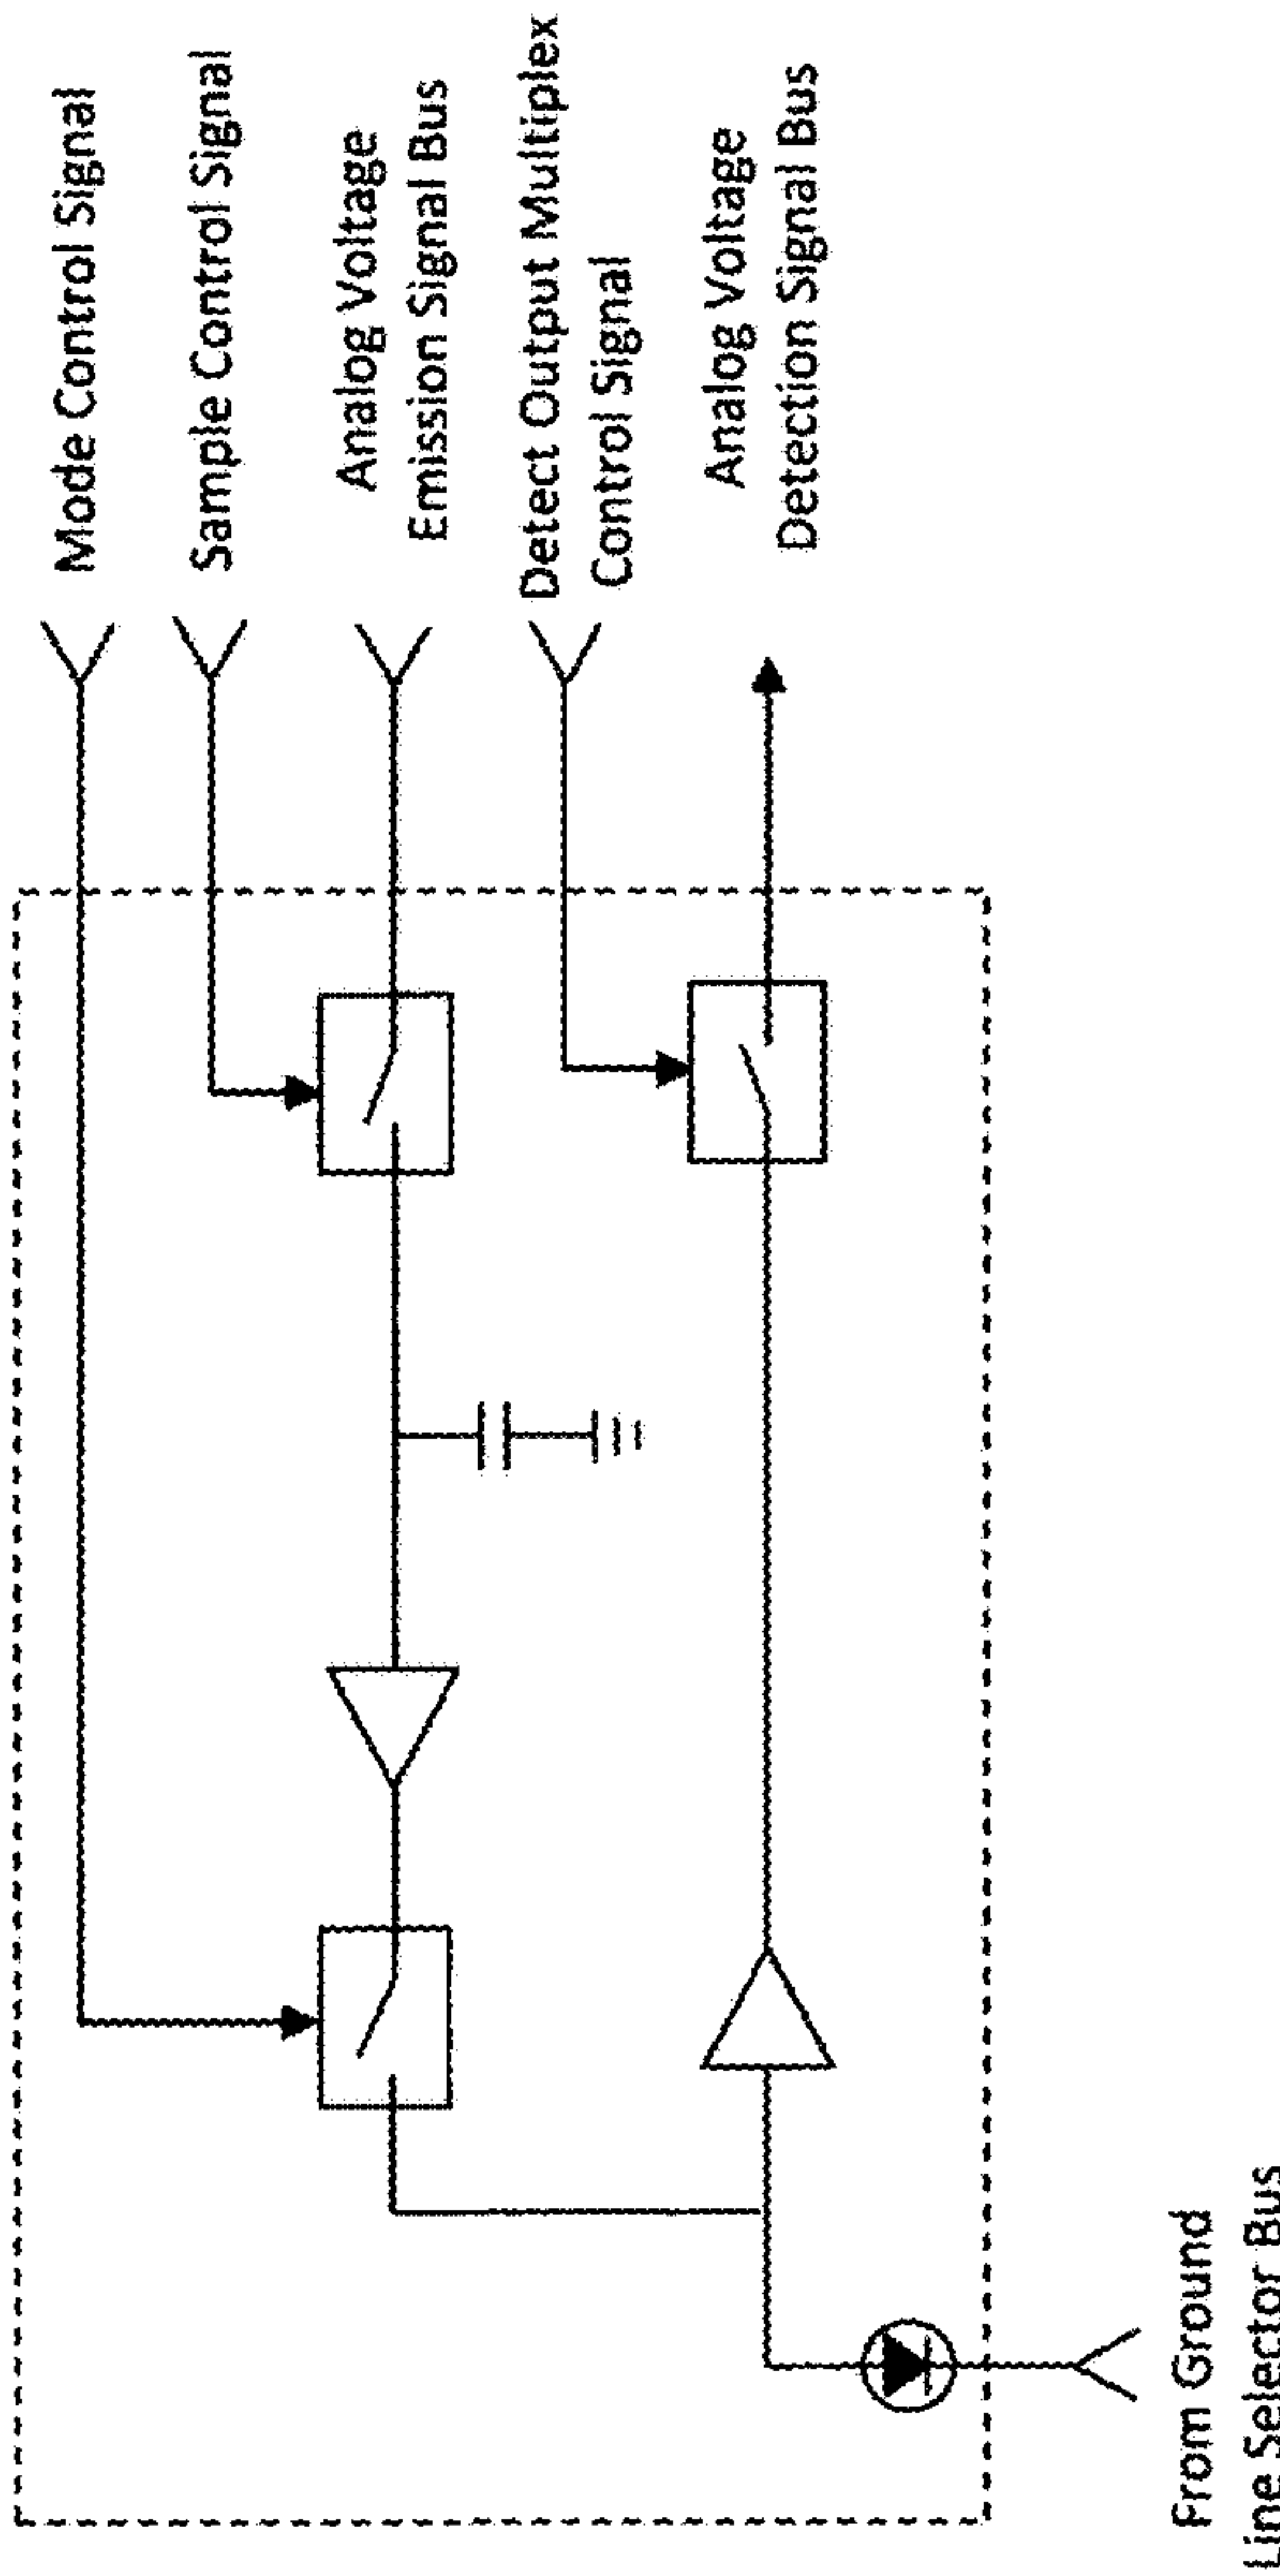 Mode Control Signal
Sample Control Signal
Analog Voltage
Emission Signal Bus
Detect Output Multiplex
Control Signal
Analog Voltage
Detection Signal Bus
From Ground
Line Selector Bus